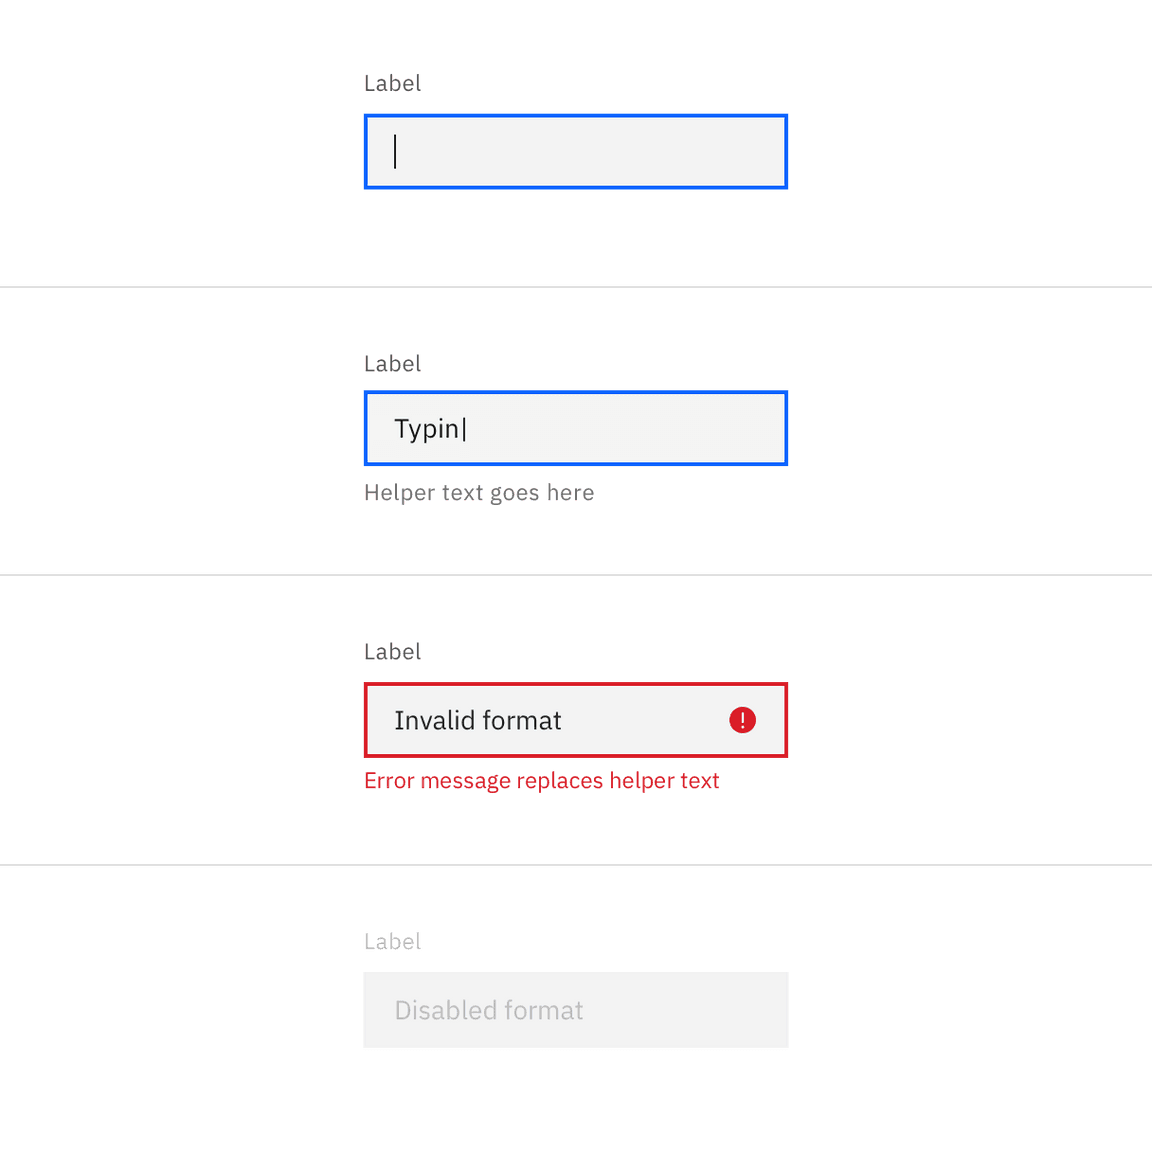 Label
Label
Typin
Helper text goes here
Label
Invalid format
Error message replaces helper text
Label
Disabled format